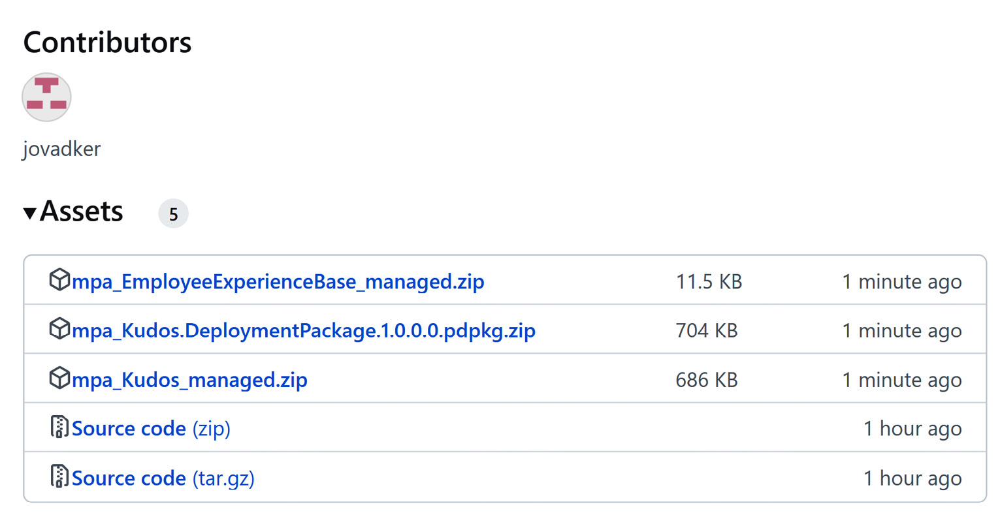 Contributors
jovadker
Assets 5
mpa_EmployeeExperienceBase_managed.zip 11.5 KB 1 minute ago
mpa_Kudos.DeploymentPackage.1.0.0.0.pdpkg.zip 704 KB 1 minute ago
mpa_Kudos_managed.zip 686 KB 1 minute ago
Source code (zip) 1 hour ago
Source code (tar.gz) 1 hour ago